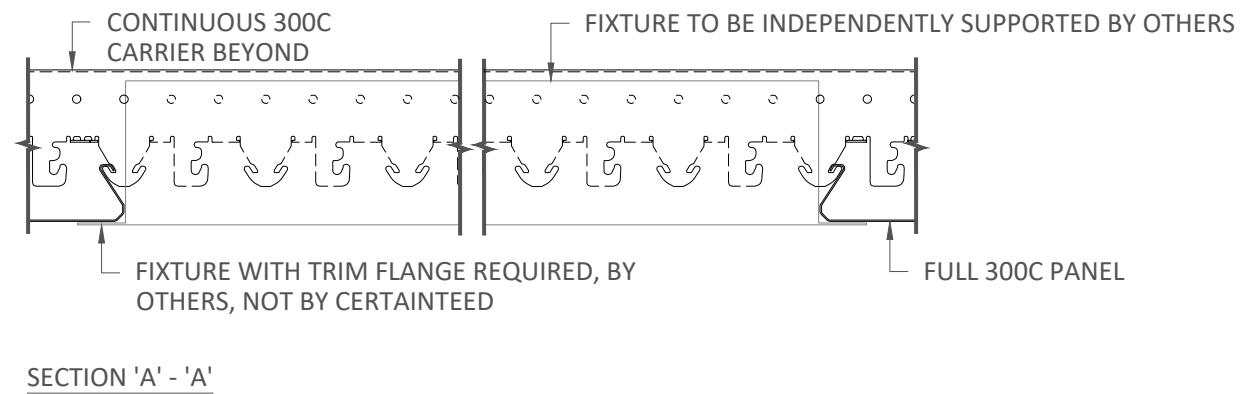 CONTINUOUS 300C
CARRIER BEYOND
FIXTURE TO BE INDEPENDENTLY SUPPORTED BY OTHERS
FIXTURE WITH TRIM FLANGE REQUIRED, BY
OTHERS, NOT BY CERTAINTEED
FULL 300C PANEL
SECTION 'A' - 'A'